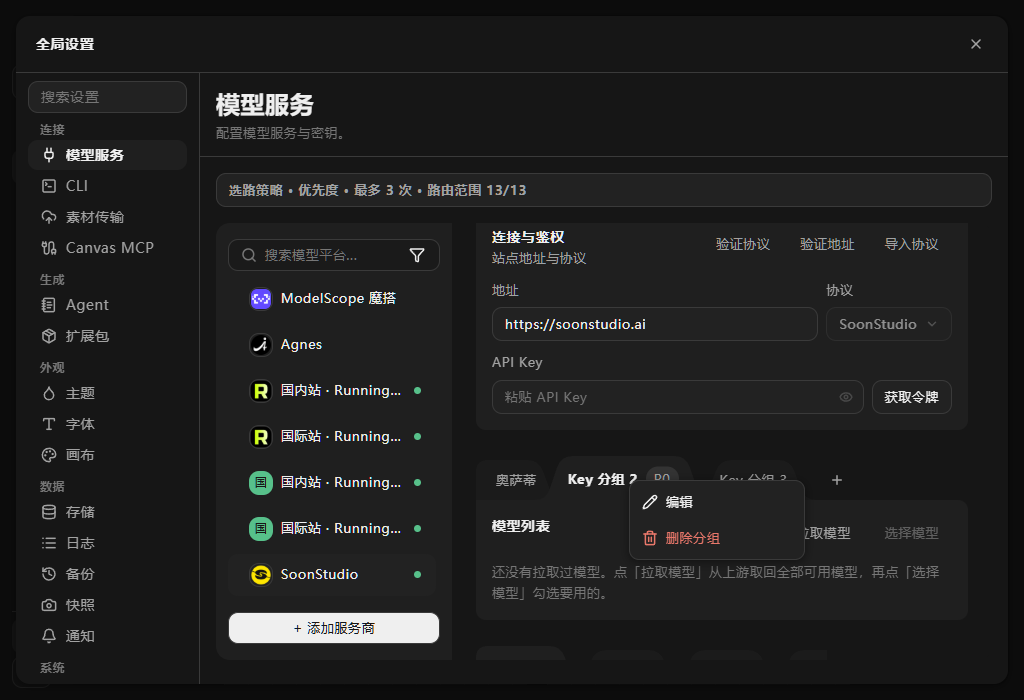 全局设置
搜索设置
连接
模型服务
CLI
素材传输
Canvas MCP
生成
Agent
扩展包
外观
主题
字体
画布
数据
存储
日志
备份
快照
通知
系统
模型服务
配置模型服务与密钥。
选路策略 • 优先度 • 最多 3 次 • 路由范围 13/13
搜索模型平台...
ModelScope 魔搭
Agnes
国内站 · Running...
国际站 · Running...
国 国内站 · Running...
国 国际站 · Running...
SoonStudio
+ 添加服务商
连接与鉴权
站点地址与协议
验证协议 验证地址 导入协议
地址 协议
https://soonstudio.ai SoonStudio
API Key
粘贴 API Key 获取令牌
奥萨蒂 Key 分组 2 P0 Key 分组 3 +
编辑
删除分组
模型列表 拉取模型 选择模型
还没有拉取过模型。点「拉取模型」从上游取回全部可用模型，再点「选择
模型」勾选要用的。